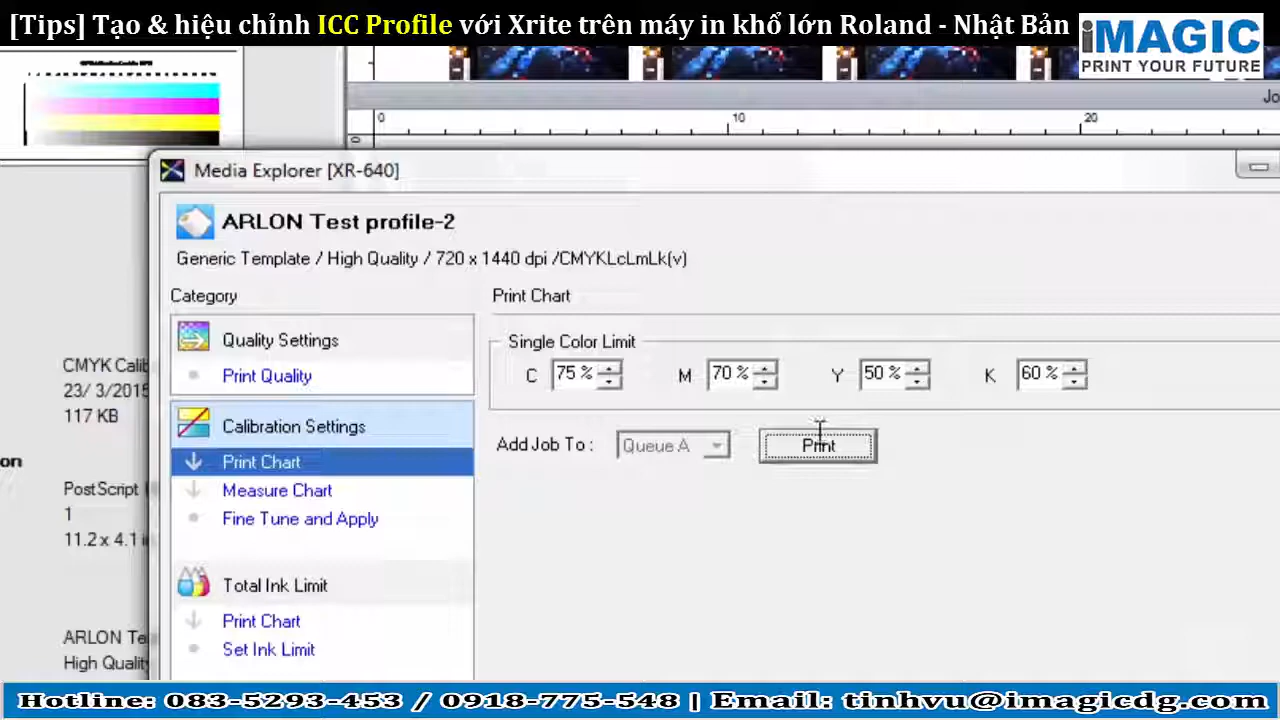 [Tips] Tạo & hiệu chỉnh ICC Profile với Xrite trên máy in khổ lớn Roland - Nhật Bản
iMAGIC
PRINT YOUR FUTURE
Jo
0 10 20
0
Media Explorer [XR-640]
ARLON Test profile-2
Generic Template / High Quality / 720 x 1440 dpi /CMYKLcLmLk(v)
Category
Print Chart
Quality Settings
Print Quality
Single Color Limit
C 75 % M 70 % Y 50 % K 60 %
Calibration Settings
Print Chart
Measure Chart
Fine Tune and Apply
Add Job To : Queue A Print
Total Ink Limit
Print Chart
Set Ink Limit
CMYK Calib
23/ 3/2015
117 KB
on
PostScript
1
11.2 x 4.1 in
ARLON Te
High Quality
Hotline: 083-5293-453 / 0918-775-548 | Email: tinhvu@imagicdg.com